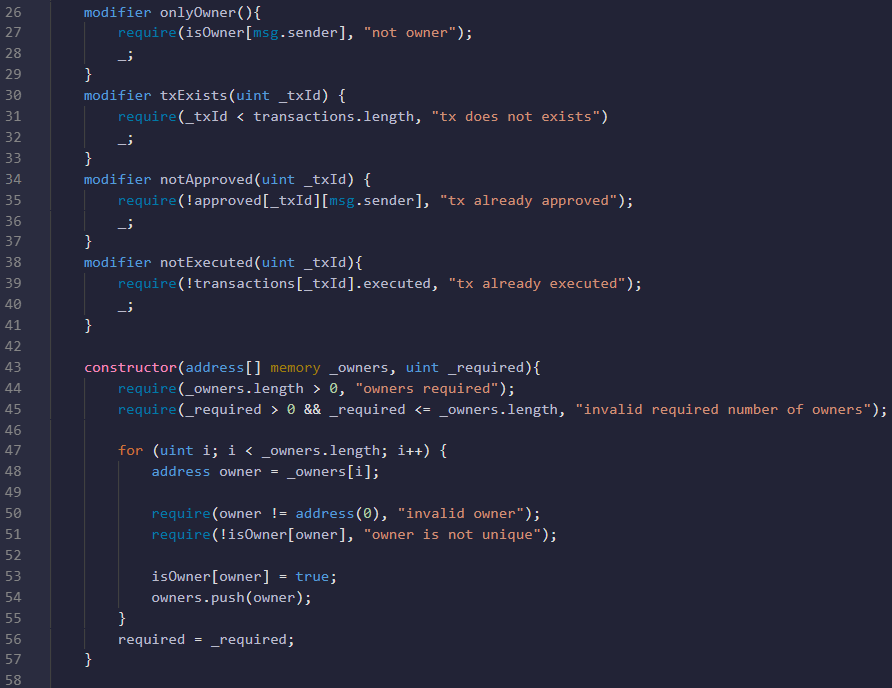 26 modifier onlyOwner(){
27 require(isOwner[msg.sender], "not owner");
28 _;
29 }
30 modifier txExists(uint _txId) {
31 require(_txId < transactions.length, "tx does not exists")
32 _;
33 }
34 modifier notApproved(uint _txId) {
35 require(!approved[_txId][msg.sender], "tx already approved");
36 _;
37 }
38 modifier notExecuted(uint _txId){
39 require(!transactions[_txId].executed, "tx already executed");
40 _;
41 }
42
43 constructor(address[] memory _owners, uint _required){
44 require(_owners.length > 0, "owners required");
45 require(_required > 0 && _required <= _owners.length, "invalid required number of owners");
46
47 for (uint i; i < _owners.length; i++) {
48 address owner = _owners[i];
49
50 require(owner != address(0), "invalid owner");
51 require(!isOwner[owner], "owner is not unique");
52
53 isOwner[owner] = true;
54 owners.push(owner);
55 }
56 required = _required;
57 }
58